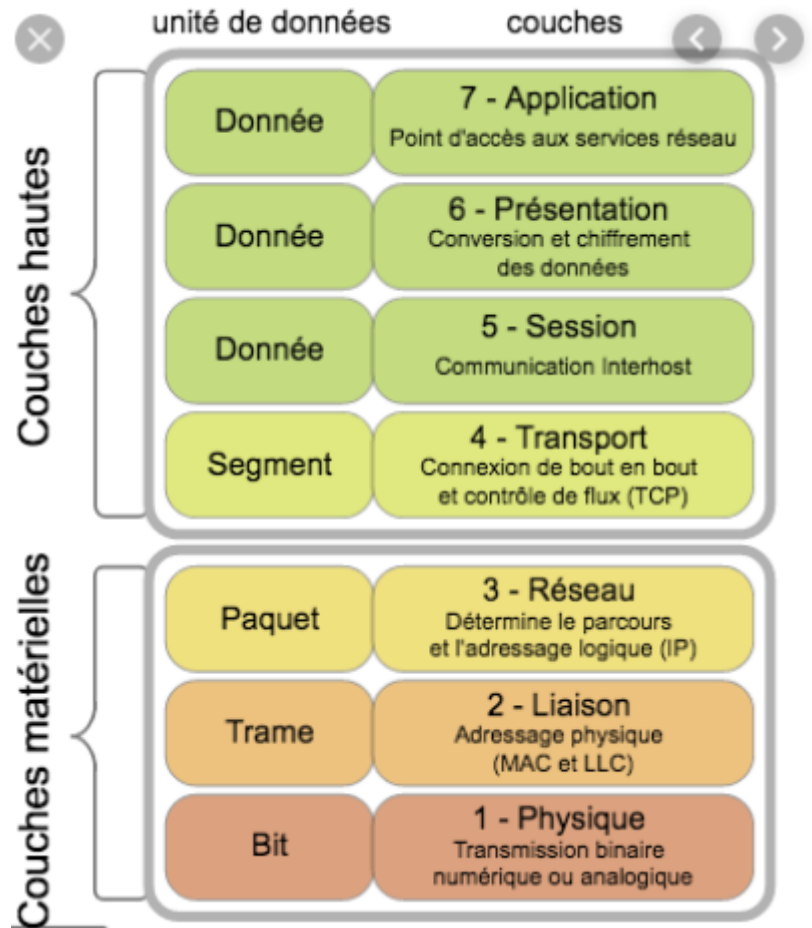 unité de données
couches
Couches hautes
Donnée
7 - Application
Point d'accès aux services réseau
Donnée
6 - Présentation
Conversion et chiffrement
des données
Donnée
5 - Session
Communication Interhost
Segment
4 - Transport
Connexion de bout en bout
et contrôle de flux (TCP)
Couches matérielles
Paquet
3 - Réseau
Détermine le parcours
et l'adressage logique (IP)
Trame
2 - Liaison
Adressage physique
(MAC et LLC)
Bit
1 - Physique
Transmission binaire
numérique ou analogique